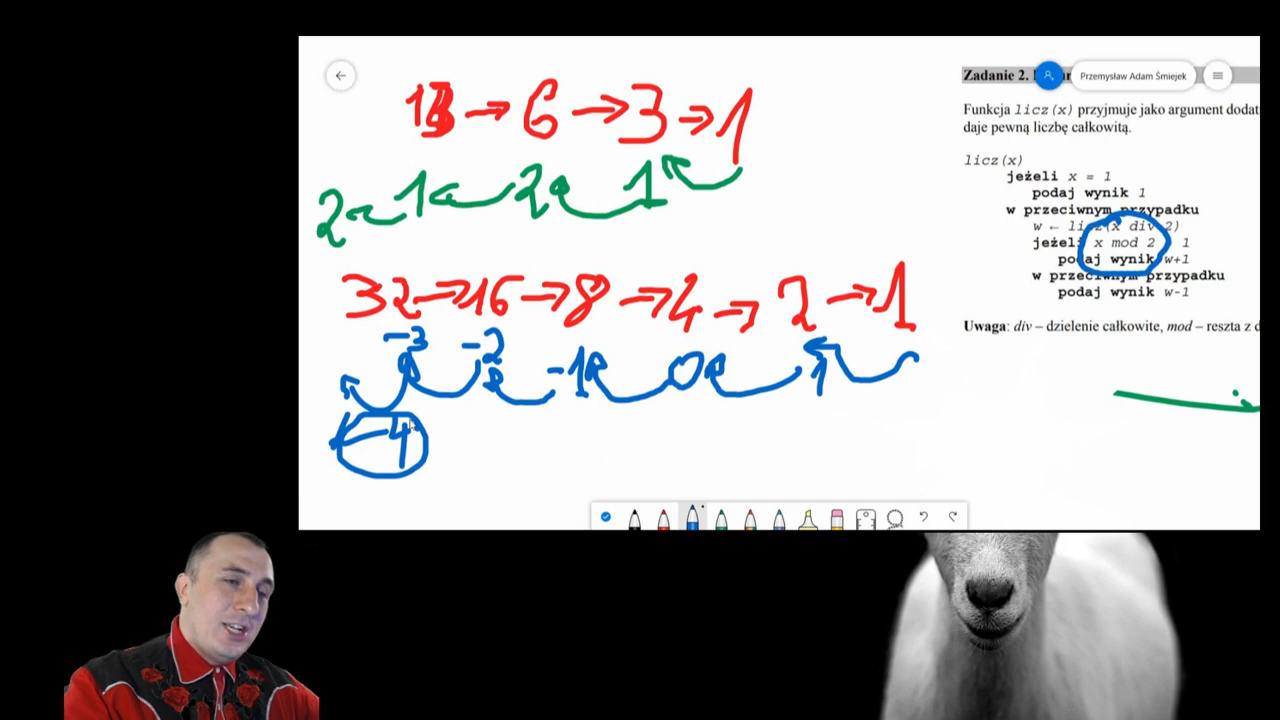 Zadanie 2.
Przemysław Adam Śmiejek
Funkcja licz(x) przyjmuje jako argument dodat
daje pewną liczbę całkowitą.
licz(x)
jeżeli x = 1
podaj wynik 1
w przeciwnym przypadku
w ← licz(x div 2)
jeżeli x mod 2 1
podaj wynik w+1
w przeciwnym przypadku
podaj wynik w-1
Uwaga: div – dzielenie całkowite, mod – reszta z d
→ 6 → 3 → 1
2 1 2 1
32 → 16 → 8 → 4 → 2 → 1
-3 -2 -1 0 1
-4